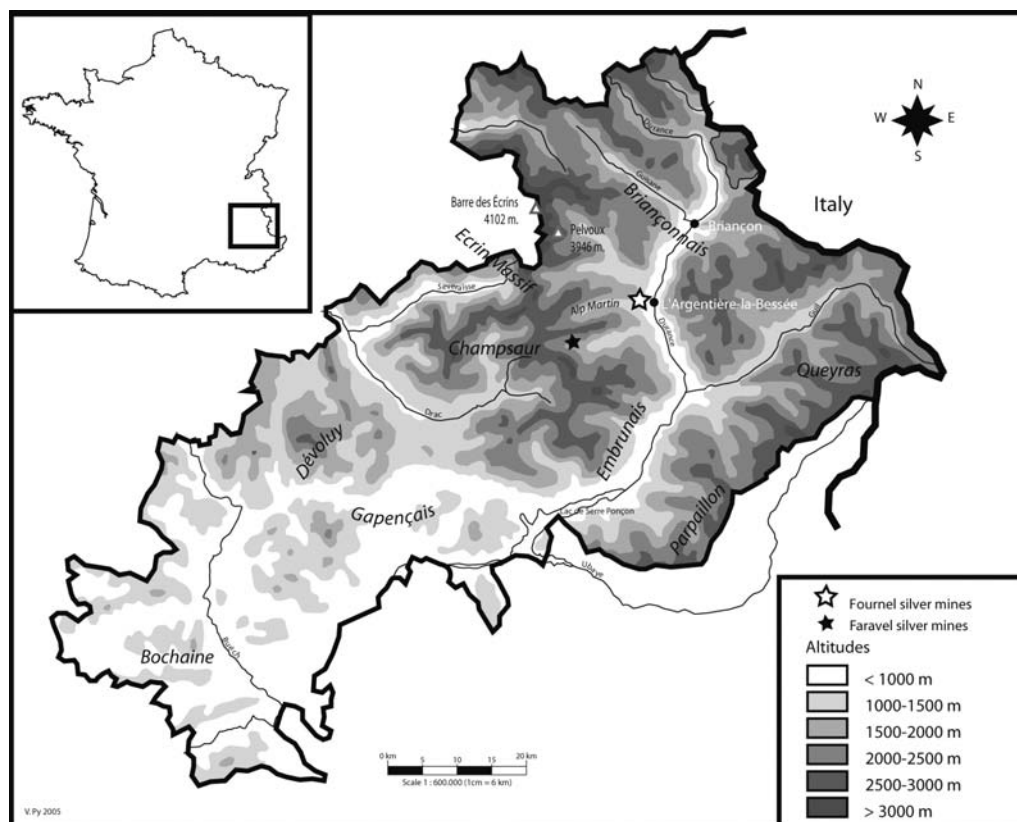 N
W E
S
Italy
Durance
Guisane
Briançonnais
Briançon
Barre des Écrins
4102 m.
Pelvoux
3946 m.
Ecrin Massif
Severaisse
Alp Martin
L'Argentière-la-Bessée
Durance
Guil
Champsaur
Queyras
Drac
Dévoluy
Embrunais
Gapençais
Lac de Serre Ponçon
Parpaillon
Ubaye
Buëch
Bochaine
Fournel silver mines
Faravel silver mines
Altitudes
< 1000 m
1000-1500 m
1500-2000 m
2000-2500 m
2500-3000 m
> 3000 m
0 km 5 10 15 20 km
Scale 1 : 600.000 (1cm = 6 km)
V. Py 2005